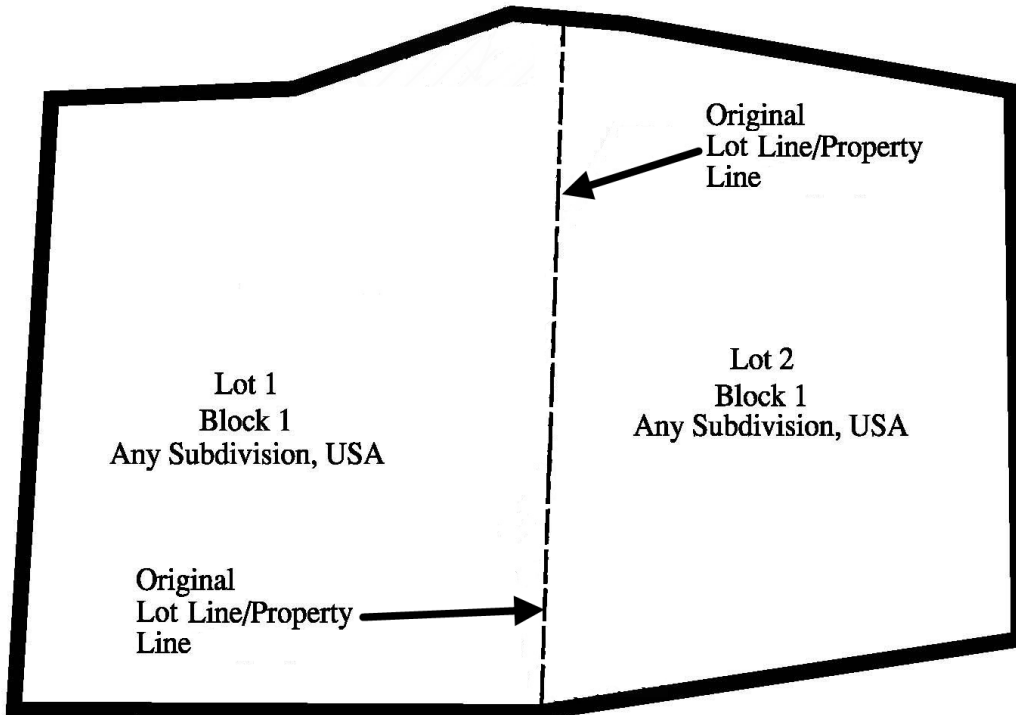 Original
Lot Line/Property
Line
Lot 1
Block 1
Any Subdivision, USA
Lot 2
Block 1
Any Subdivision, USA
Original
Lot Line/Property
Line